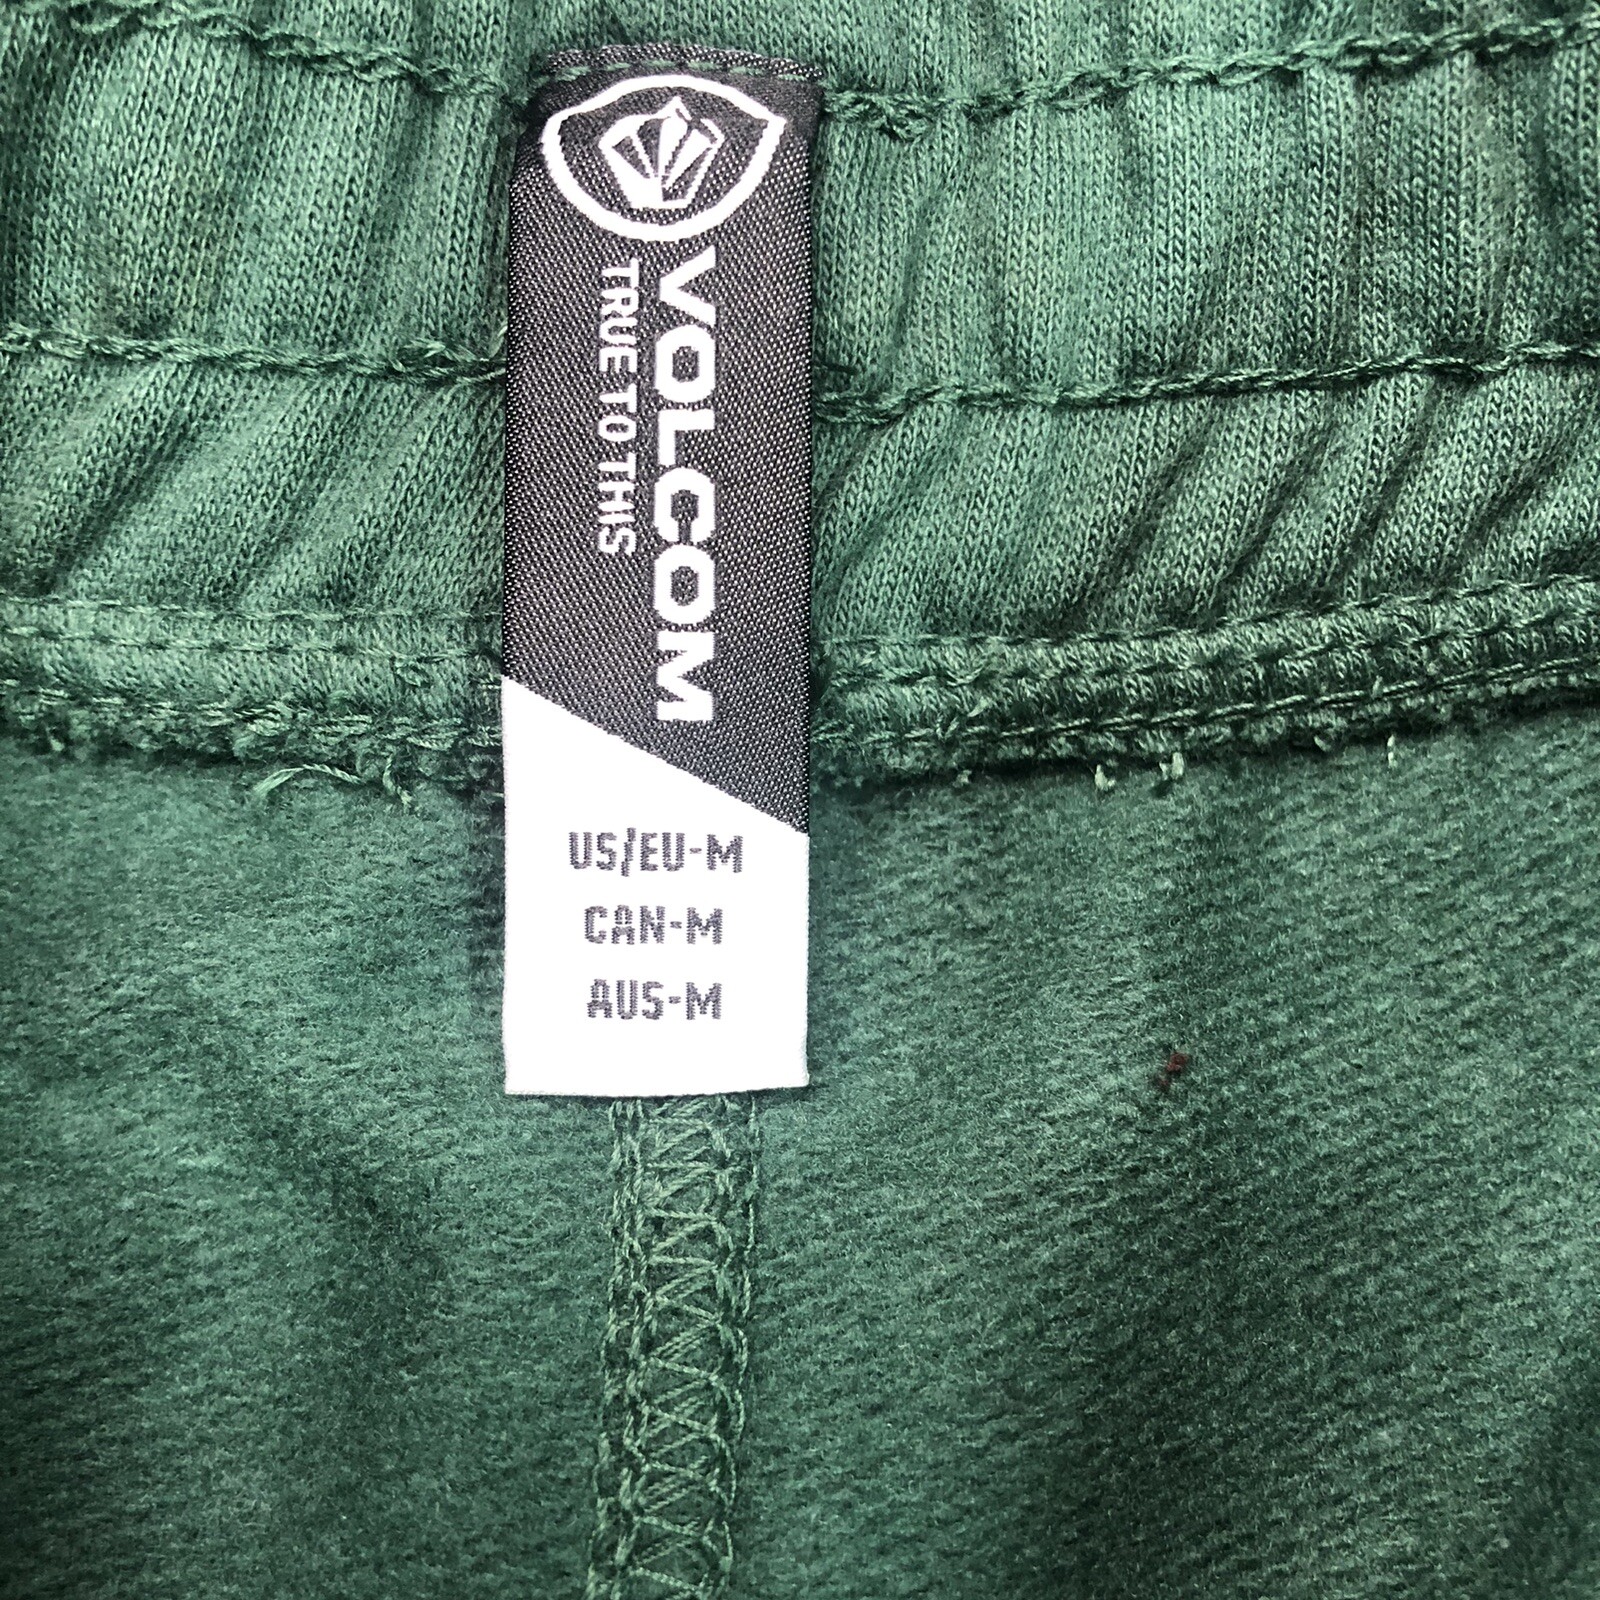 VOLCOM
TRUE TO THIS
US/EU-M
CAN-M
AUS-M